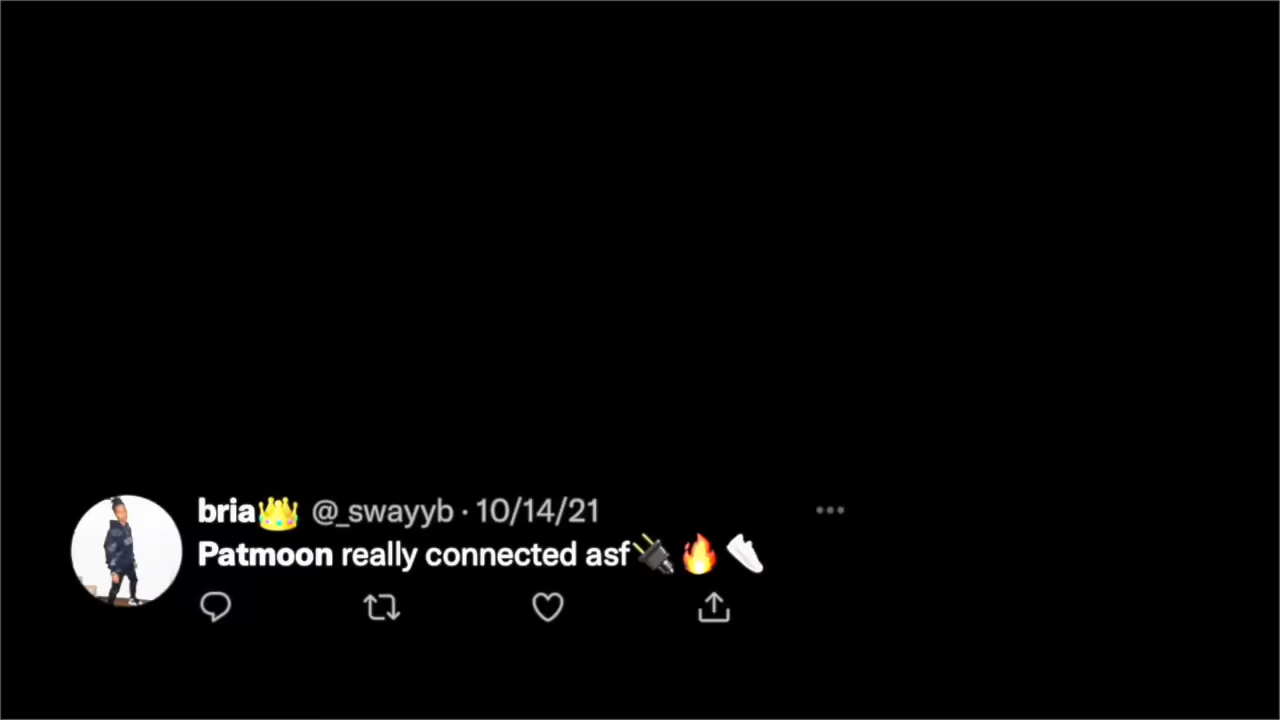 bria👑 @_swayyb · 10/14/21
Patmoon really connected asf🔌🔥👟